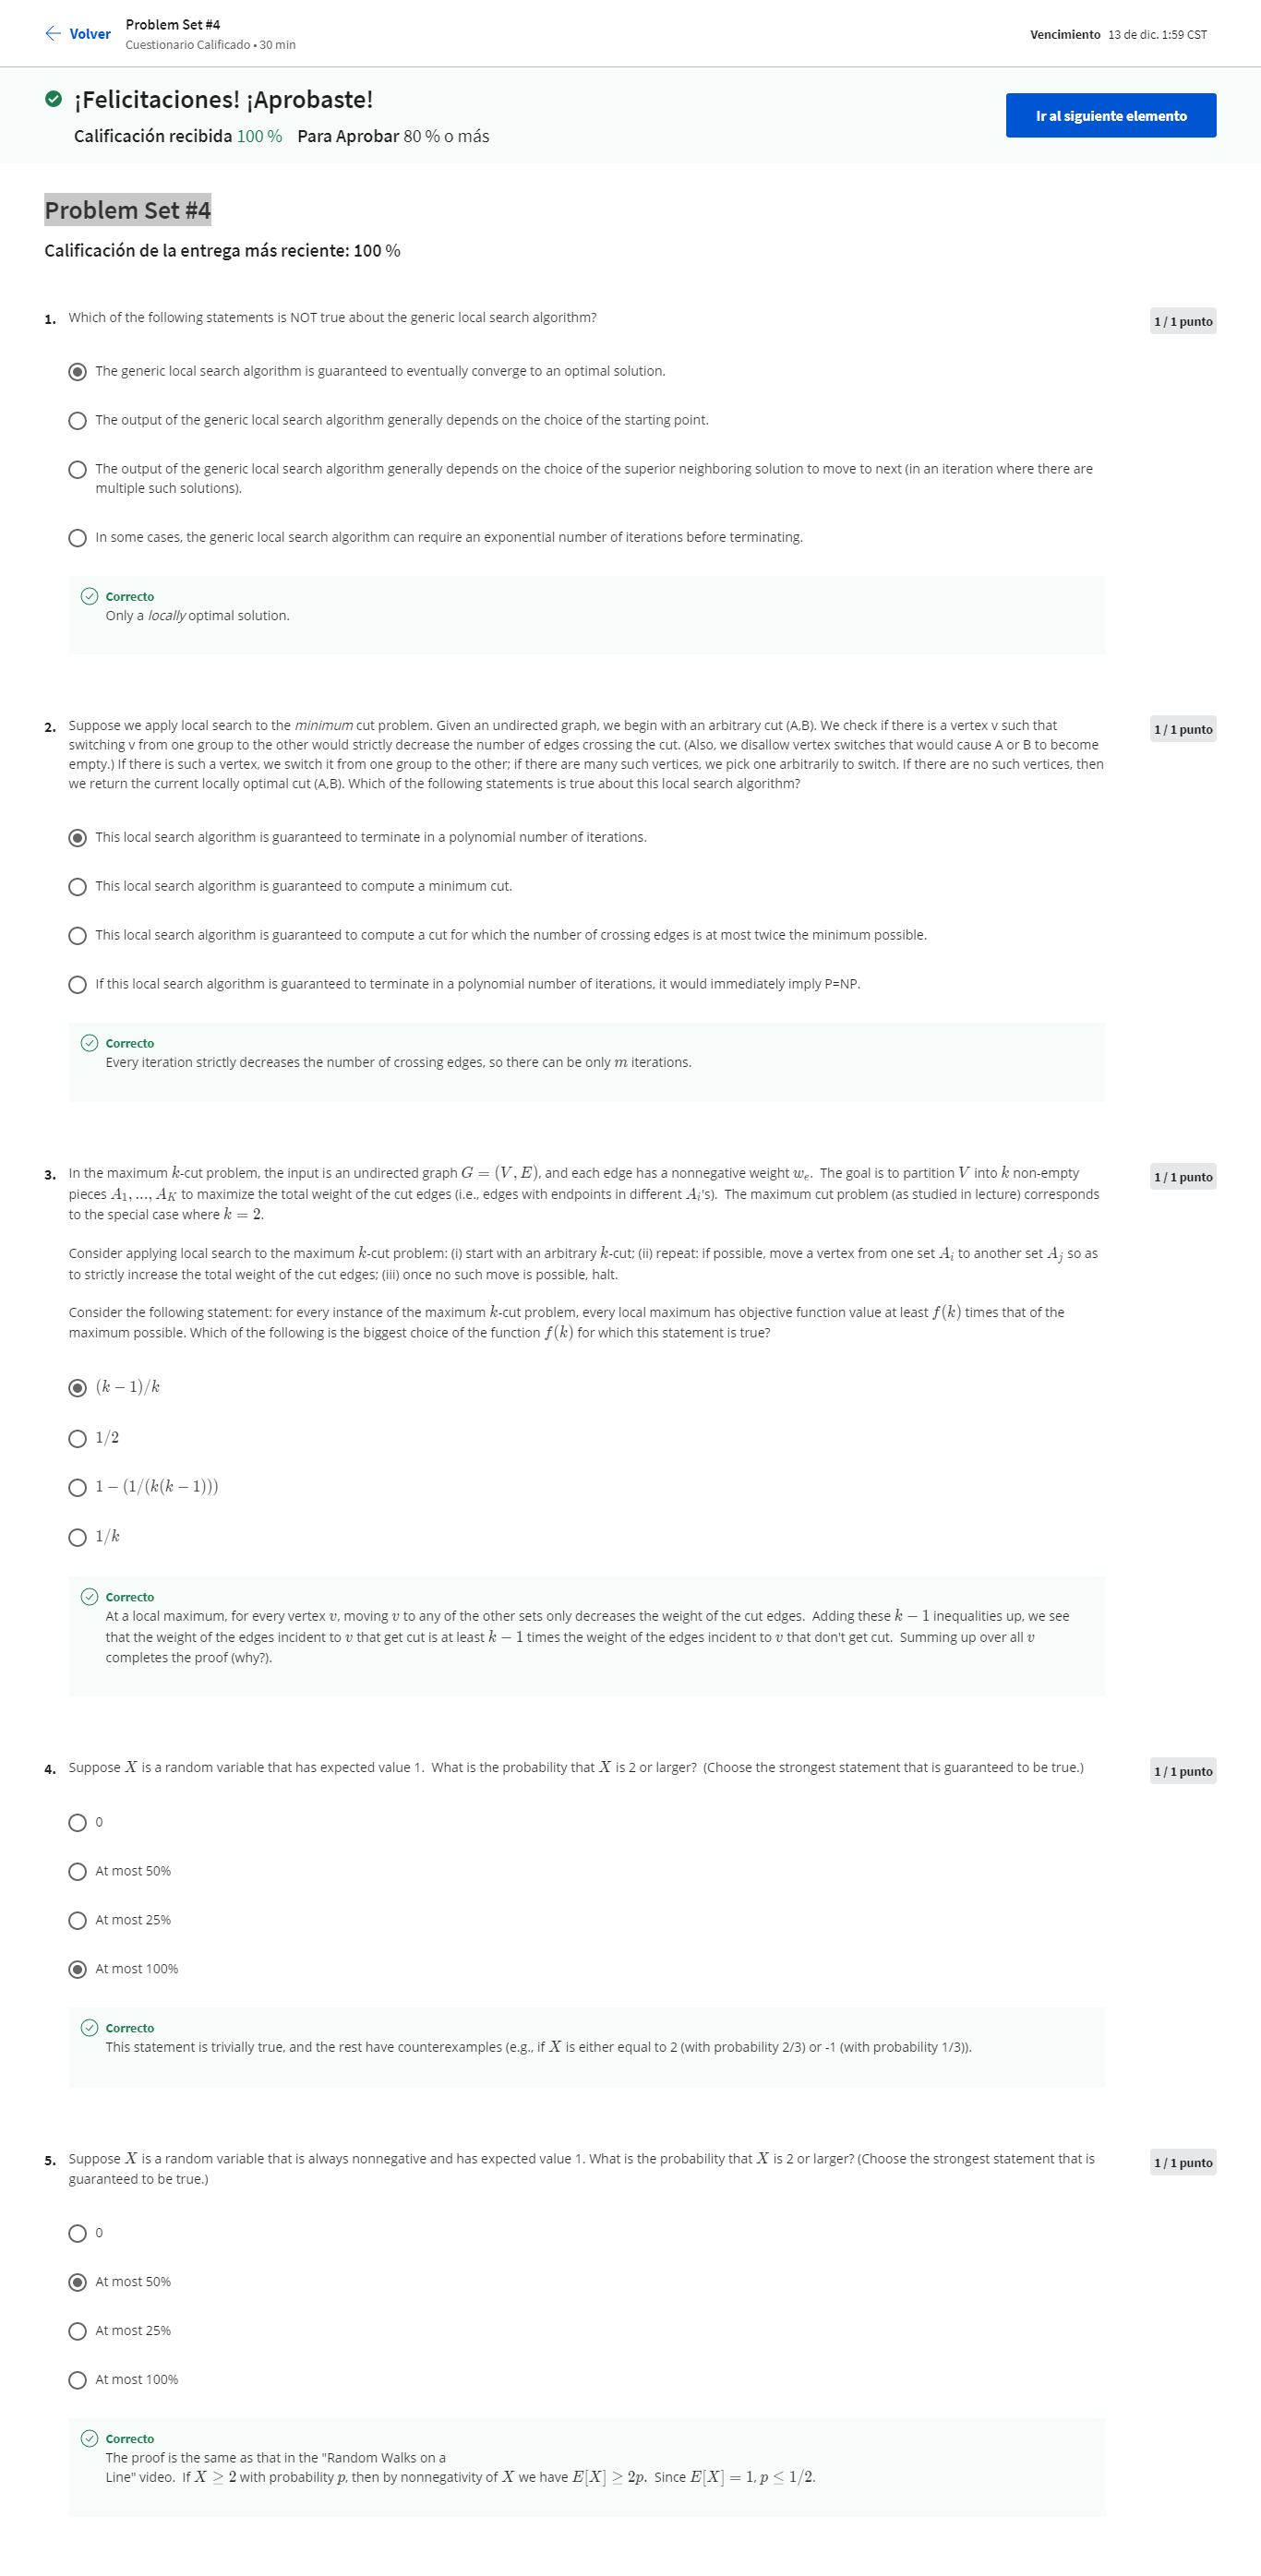 Volver
Problem Set #4
Cuestionario Calificado • 30 min
Vencimiento 13 de dic. 1:59 CST
¡Felicitaciones! ¡Aprobaste!
Calificación recibida 100 % Para Aprobar 80 % o más
Ir al siguiente elemento
Problem Set #4
Calificación de la entrega más reciente: 100 %
1. Which of the following statements is NOT true about the generic local search algorithm?
1 / 1 punto
The generic local search algorithm is guaranteed to eventually converge to an optimal solution.
The output of the generic local search algorithm generally depends on the choice of the starting point.
The output of the generic local search algorithm generally depends on the choice of the superior neighboring solution to move to next (in an iteration where there are
multiple such solutions).
In some cases, the generic local search algorithm can require an exponential number of iterations before terminating.
Correcto
Only a locally optimal solution.
2. Suppose we apply local search to the minimum cut problem. Given an undirected graph, we begin with an arbitrary cut (A,B). We check if there is a vertex v such that
1 / 1 punto
switching v from one group to the other would strictly decrease the number of edges crossing the cut. (Also, we disallow vertex switches that would cause A or B to become
empty.) If there is such a vertex, we switch it from one group to the other; if there are many such vertices, we pick one arbitrarily to switch. If there are no such vertices, then
we return the current locally optimal cut (A,B). Which of the following statements is true about this local search algorithm?
This local search algorithm is guaranteed to terminate in a polynomial number of iterations.
This local search algorithm is guaranteed to compute a minimum cut.
This local search algorithm is guaranteed to compute a cut for which the number of crossing edges is at most twice the minimum possible.
If this local search algorithm is guaranteed to terminate in a polynomial number of iterations, it would immediately imply P=NP.
Correcto
Every iteration strictly decreases the number of crossing edges, so there can be only m iterations.
3. In the maximum k-cut problem, the input is an undirected graph G = (V, E), and each edge has a nonnegative weight wₑ. The goal is to partition V into k non-empty
1 / 1 punto
pieces A₁, ..., A_K to maximize the total weight of the cut edges (i.e., edges with endpoints in different Aᵢ's). The maximum cut problem (as studied in lecture) corresponds
to the special case where k = 2.
Consider applying local search to the maximum k-cut problem: (i) start with an arbitrary k-cut; (ii) repeat: if possible, move a vertex from one set Aᵢ to another set Aⱼ so as
to strictly increase the total weight of the cut edges; (iii) once no such move is possible, halt.
Consider the following statement: for every instance of the maximum k-cut problem, every local maximum has objective function value at least f(k) times that of the
maximum possible. Which of the following is the biggest choice of the function f(k) for which this statement is true?
(k − 1)/k
1/2
1 − (1/(k(k − 1)))
1/k
Correcto
At a local maximum, for every vertex v, moving v to any of the other sets only decreases the weight of the cut edges. Adding these k − 1 inequalities up, we see
that the weight of the edges incident to v that get cut is at least k − 1 times the weight of the edges incident to v that don't get cut. Summing up over all v
completes the proof (why?).
4. Suppose X is a random variable that has expected value 1. What is the probability that X is 2 or larger? (Choose the strongest statement that is guaranteed to be true.)
1 / 1 punto
0
At most 50%
At most 25%
At most 100%
Correcto
This statement is trivially true, and the rest have counterexamples (e.g., if X is either equal to 2 (with probability 2/3) or -1 (with probability 1/3)).
5. Suppose X is a random variable that is always nonnegative and has expected value 1. What is the probability that X is 2 or larger? (Choose the strongest statement that is
1 / 1 punto
guaranteed to be true.)
0
At most 50%
At most 25%
At most 100%
Correcto
The proof is the same as that in the "Random Walks on a
Line" video. If X ≥ 2 with probability p, then by nonnegativity of X we have E[X] ≥ 2p. Since E[X] = 1, p ≤ 1/2.